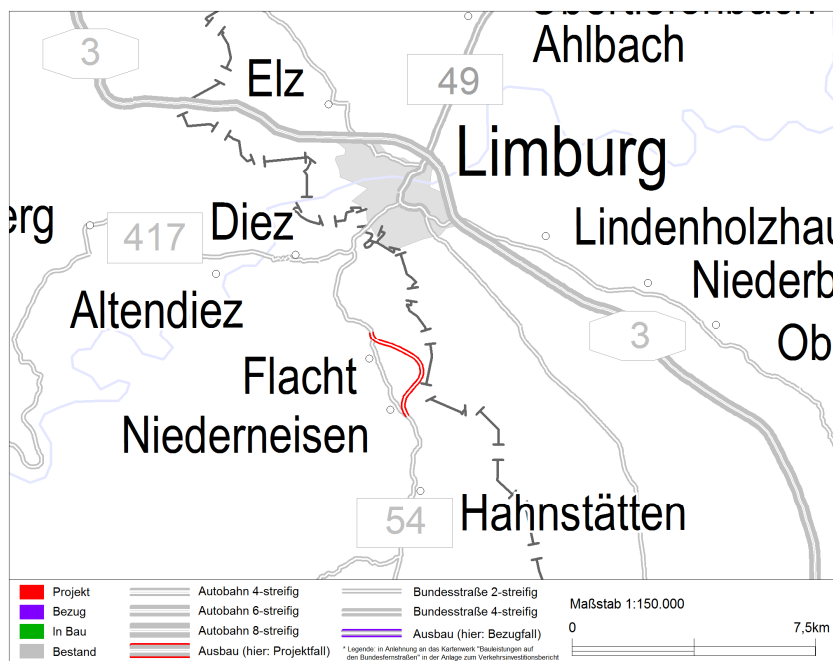 Ahlbach
3
Elz
49
Limburg
erg
417
Diez
Lindenholzhau
Niederb
Altendiez
3
Ob
Flacht
Niederneisen
54
Hahnstätten
Projekt
Bezug
In Bau
Bestand
Autobahn 4-streifig
Autobahn 6-streifig
Autobahn 8-streifig
Ausbau (hier: Projektfall)
Bundesstraße 2-streifig
Bundesstraße 4-streifig
Ausbau (hier: Bezugfall)
* Legende: in Anlehnung an das Kartenwerk "Bauleistungen auf
den Bundesfernstraßen" in der Anlage zum Verkehrsinvestitionsbericht
Maßstab 1:150.000
0 7,5km